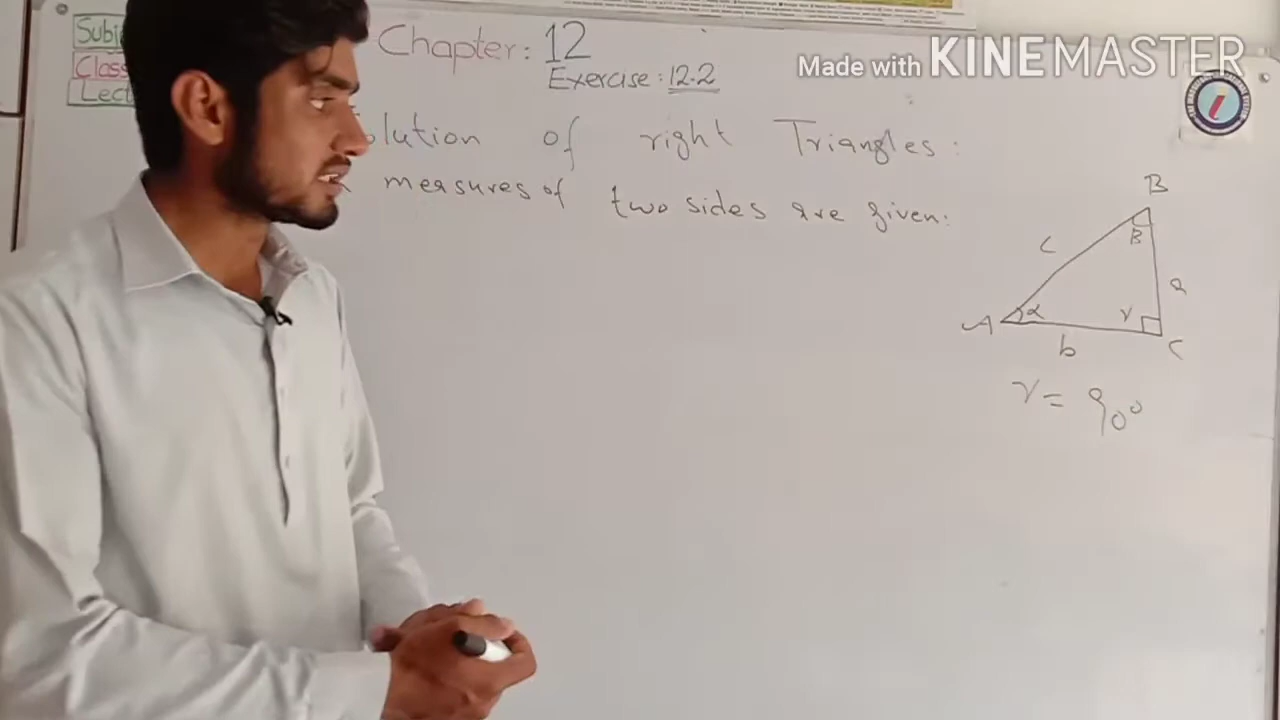 Made with KINEMASTER
Subj
Class
Lect
Chapter: 12
Exercise: 12.2
olution of right Triangles:
measures of two sides are given:
B
B
c
a
A
α
γ
C
b
γ = 90°